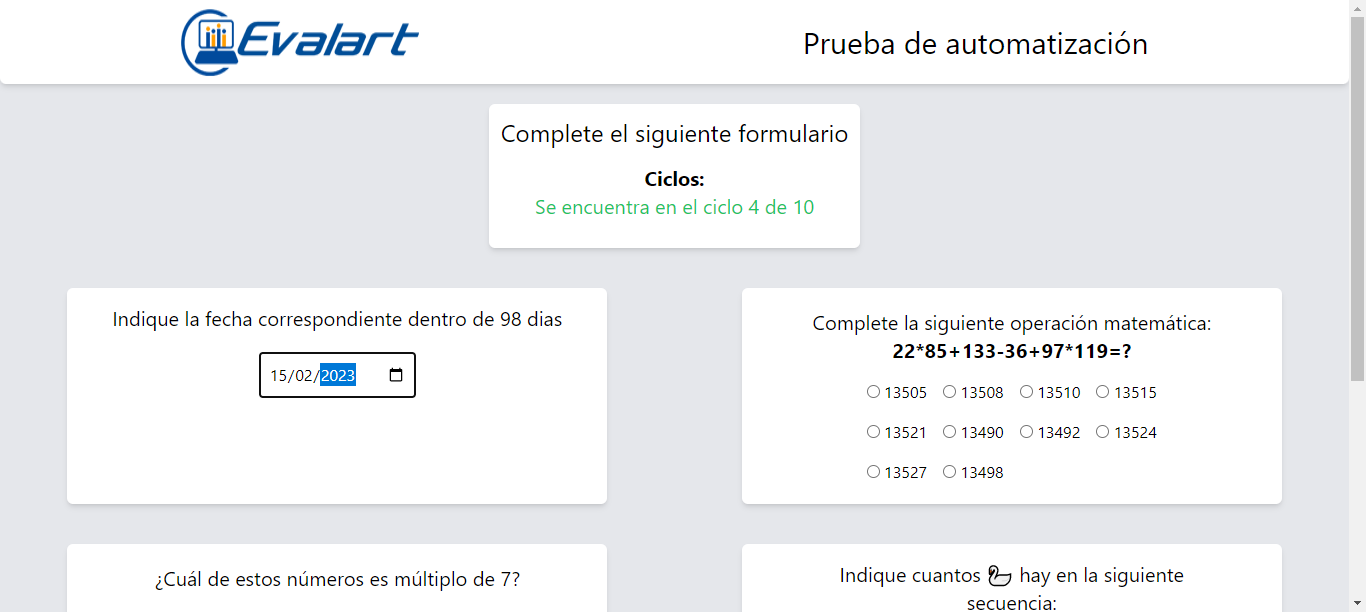 Evalart
Prueba de automatización
Complete el siguiente formulario
Ciclos:
Se encuentra en el ciclo 4 de 10
Indique la fecha correspondiente dentro de 98 dias
15/02/2023
Complete la siguiente operación matemática:
22*85+133-36+97*119=?
13505 13508 13510 13515
13521 13490 13492 13524
13527 13498
¿Cuál de estos números es múltiplo de 7?
Indique cuantos hay en la siguiente
secuencia: